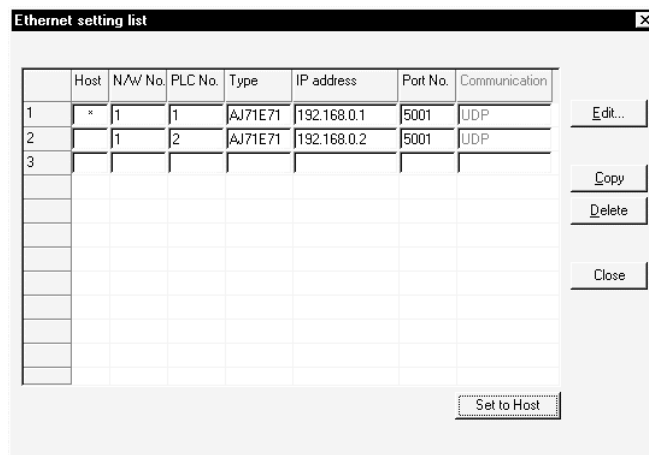 Ethernet setting list
Host N/W No. PLC No. Type IP address Port No. Communication
1 * 1 1 AJ71E71 192.168.0.1 5001 UDP
2 1 2 AJ71E71 192.168.0.2 5001 UDP
3
Edit...
Copy
Delete
Close
Set to Host